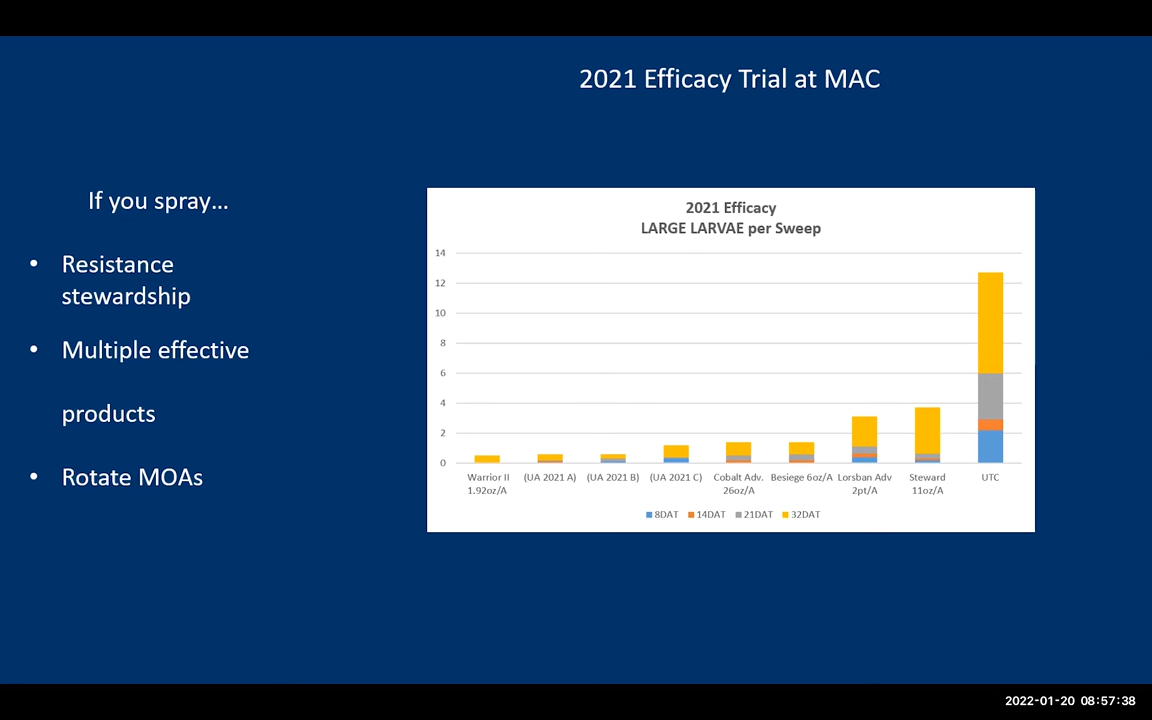 2021 Efficacy Trial at MAC
If you spray...
• Resistance
stewardship
• Multiple effective
products
• Rotate MOAs
2021 Efficacy
LARGE LARVAE per Sweep
14
12
10
8
6
4
2
0
Warrior II
1.92oz/A
(UA 2021 A)
(UA 2021 B)
(UA 2021 C)
Cobalt Adv.
26oz/A
Besiege 6oz/A
Lorsban Adv
2pt/A
Steward
11oz/A
UTC
8DAT 14DAT 21DAT 32DAT
2022-01-20 08:57:38